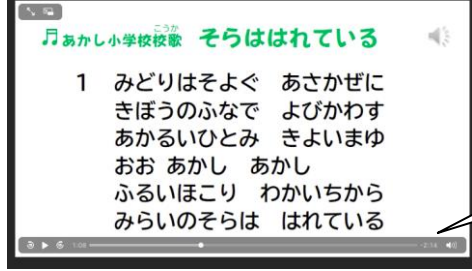 ♬あかし小学校校歌 そらははれている
こうか
1 みどりはそよぐ あさかぜに
きぼうのふなで よびかわす
あかるいひとみ きよいまゆ
おお あかし あかし
ふるいほこり わかいちから
みらいのそらは はれている
1:08 -2:14